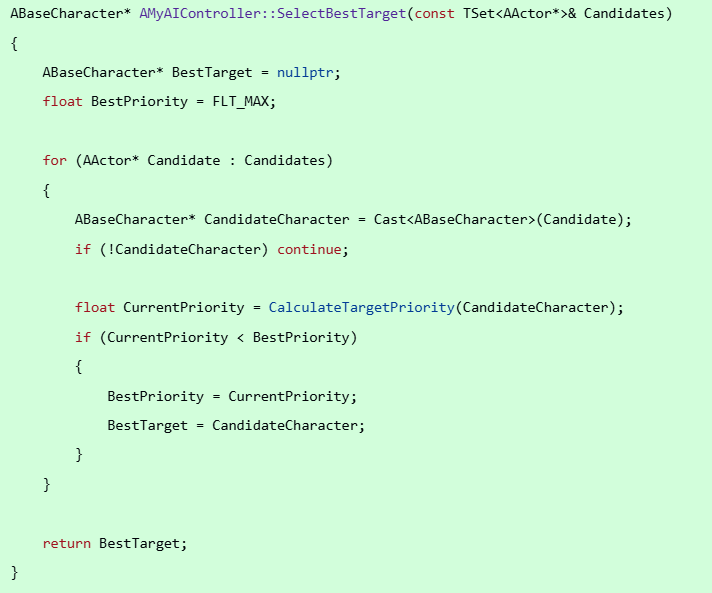 ABaseCharacter* AMyAIController::SelectBestTarget(const TSet<AActor*>& Candidates)
{
    ABaseCharacter* BestTarget = nullptr;
    float BestPriority = FLT_MAX;

    for (AActor* Candidate : Candidates)
    {
        ABaseCharacter* CandidateCharacter = Cast<ABaseCharacter>(Candidate);
        if (!CandidateCharacter) continue;

        float CurrentPriority = CalculateTargetPriority(CandidateCharacter);
        if (CurrentPriority < BestPriority)
        {
            BestPriority = CurrentPriority;
            BestTarget = CandidateCharacter;
        }
    }

    return BestTarget;
}